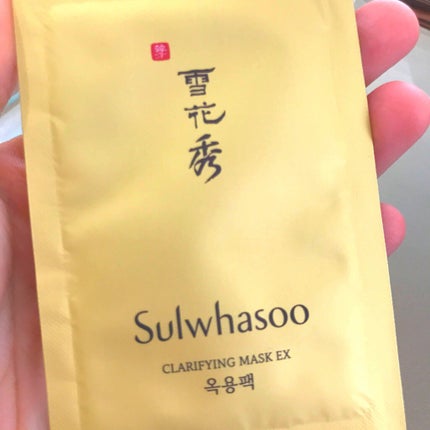 雪花秀
Sulwhasoo
CLARIFYING MASK EX
옥용팩